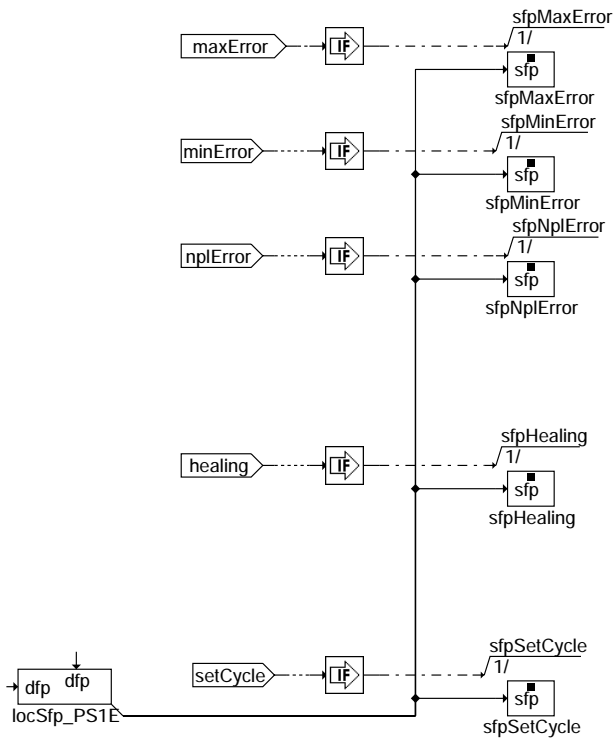 sfpMaxError
maxError
IF
1/
sfp
sfpMaxError
sfpMinError
minError
IF
1/
sfp
sfpMinError
sfpNplError
nplError
IF
1/
sfp
sfpNplError
sfpHealing
healing
IF
1/
sfp
sfpHealing
sfpSetCycle
setCycle
IF
1/
dfp dfp
sfp
locSfp_PS1E
sfpSetCycle